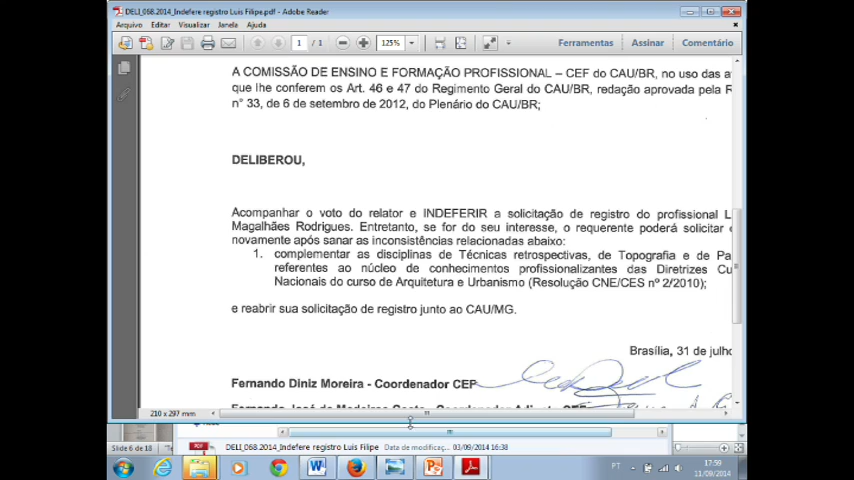 DELI_068.2014_Indefere registro Luis Filipe.pdf - Adobe Reader
Arquivo Editar Visualizar Janela Ajuda
1 / 1 125% Ferramentas Assinar Comentário
A COMISSÃO DE ENSINO E FORMAÇÃO PROFISSIONAL – CEF do CAU/BR, no uso das
que lhe conferem os Art. 46 e 47 do Regimento Geral do CAU/BR, redação aprovada pela
n° 33, de 6 de setembro de 2012, do Plenário do CAU/BR;
DELIBEROU,
Acompanhar o voto do relator e INDEFERIR a solicitação de registro do profissional
Magalhães Rodrigues. Entretanto, se for do seu interesse, o requerente poderá solicitar
novamente após sanar as inconsistências relacionadas abaixo:
1. complementar as disciplinas de Técnicas retrospectivas, de Topografia e de Pa
referentes ao núcleo de conhecimentos profissionalizantes das Diretrizes Cu
Nacionais do curso de Arquitetura e Urbanismo (Resolução CNE/CES nº 2/2010);
e reabrir sua solicitação de registro junto ao CAU/MG.
Brasília, 31 de julho
Fernando Diniz Moreira - Coordenador CEP
210 x 297 mm
Slide 6 de 18
DELI_068.2014_Indefere registro Luis Filipe Data de modificaç... 03/09/2014 16:38
PT 17:59
11/09/2014